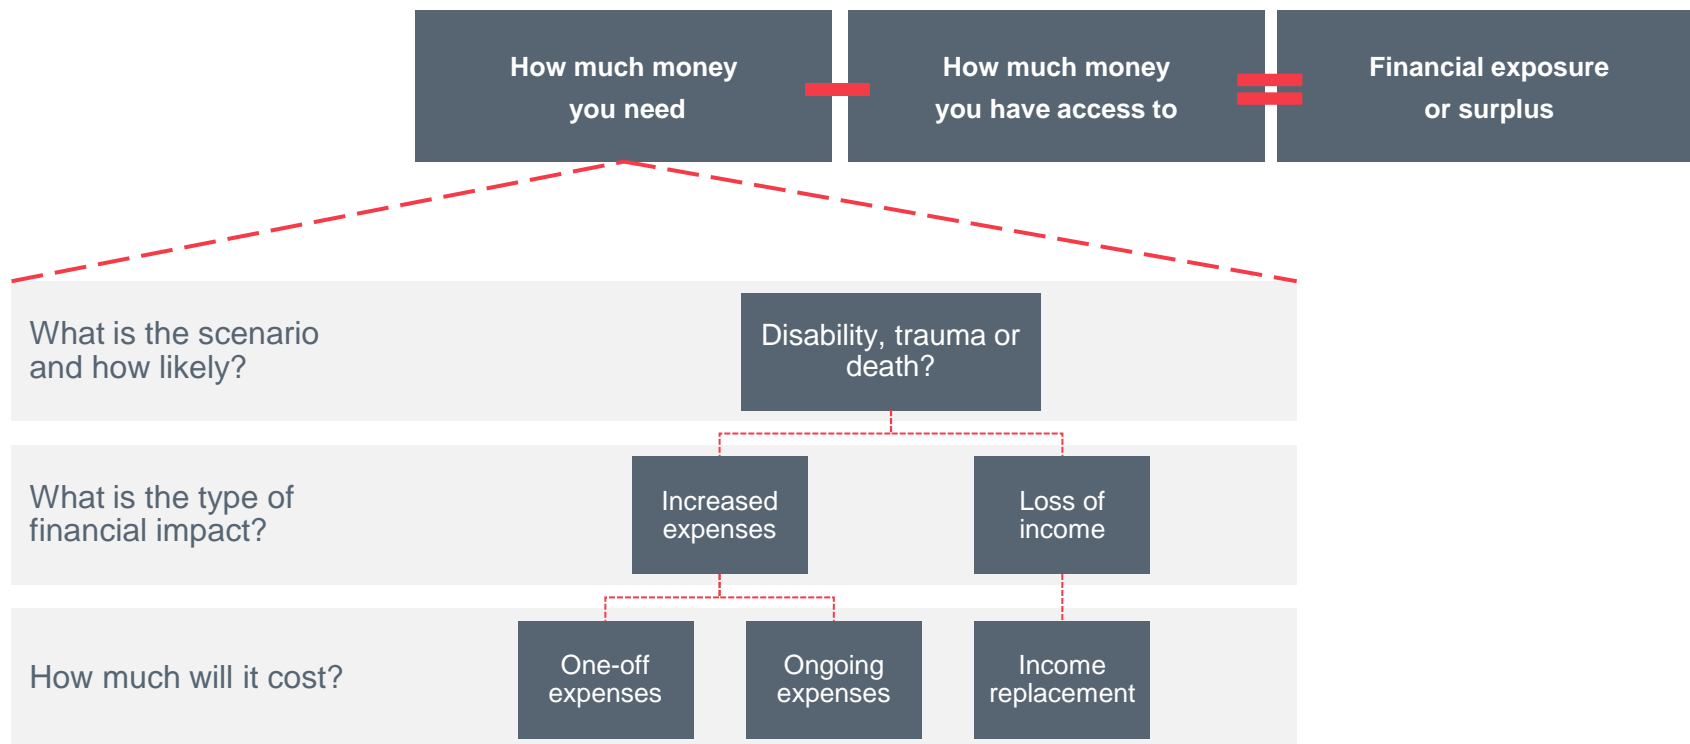 How much money
you need
How much money
you have access to
Financial exposure
or surplus
What is the scenario
and how likely?
Disability, trauma or
death?
What is the type of
financial impact?
Increased
expenses
Loss of
income
How much will it cost?
One-off
expenses
Ongoing
expenses
Income
replacement